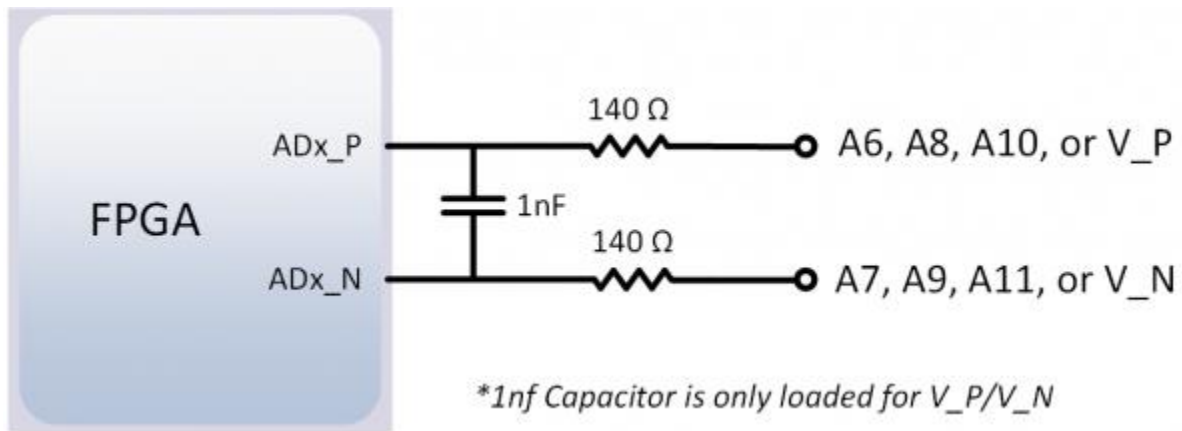 140 Ω
ADx_P
A6, A8, A10, or V_P
FPGA
1nF
140 Ω
ADx_N
A7, A9, A11, or V_N
*1nf Capacitor is only loaded for V_P/V_N